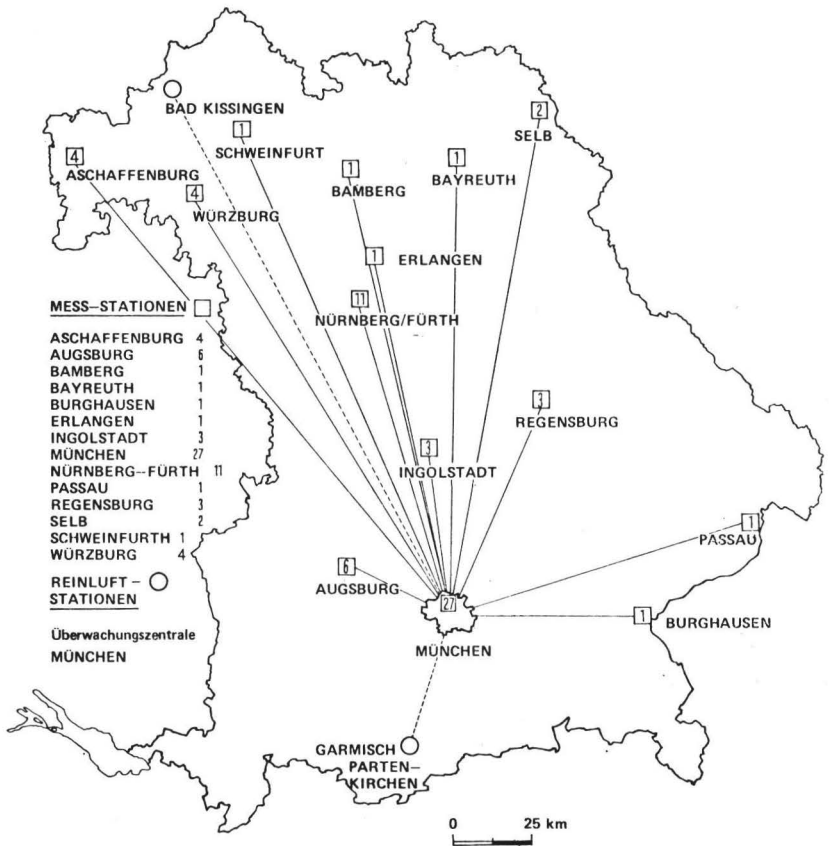 BAD KISSINGEN
1
SCHWEINFURT
2
SELB
4
ASCHAFFENBURG
4
WÜRZBURG
1
BAMBERG
1
BAYREUTH
1
ERLANGEN
11
NÜRNBERG/FÜRTH
3
REGENSBURG
3
INGOLSTADT
1
PASSAU
6
AUGSBURG
27
MÜNCHEN
1
BURGHAUSEN
GARMISCH
PARTEN–
KIRCHEN
MESS–STATIONEN
ASCHAFFENBURG 4
AUGSBURG 6
BAMBERG 1
BAYREUTH 1
BURGHAUSEN 1
ERLANGEN 1
INGOLSTADT 3
MÜNCHEN 27
NÜRNBERG--FÜRTH 11
PASSAU 1
REGENSBURG 3
SELB 2
SCHWEINFURTH 1
WÜRZBURG 4
REINLUFT–
STATIONEN
Überwachungszentrale
MÜNCHEN
0 25 km